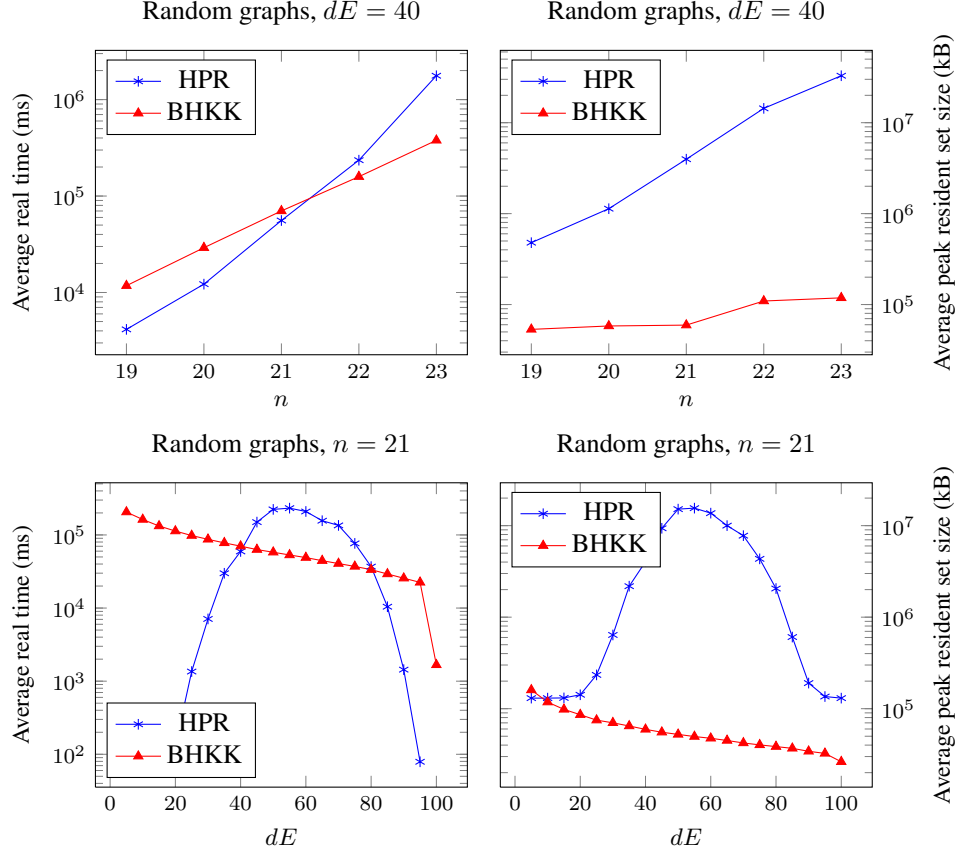 Random graphs, dE = 40
Average real time (ms)
10^6
10^5
10^4
HPR
BHKK
19 20 21 22 23
n
Random graphs, dE = 40
HPR
BHKK
10^7
10^6
10^5
Average peak resident set size (kB)
19 20 21 22 23
n
Random graphs, n = 21
Average real time (ms)
10^5
10^4
10^3
10^2
HPR
BHKK
0 20 40 60 80 100
dE
Random graphs, n = 21
HPR
BHKK
10^7
10^6
10^5
Average peak resident set size (kB)
0 20 40 60 80 100
dE